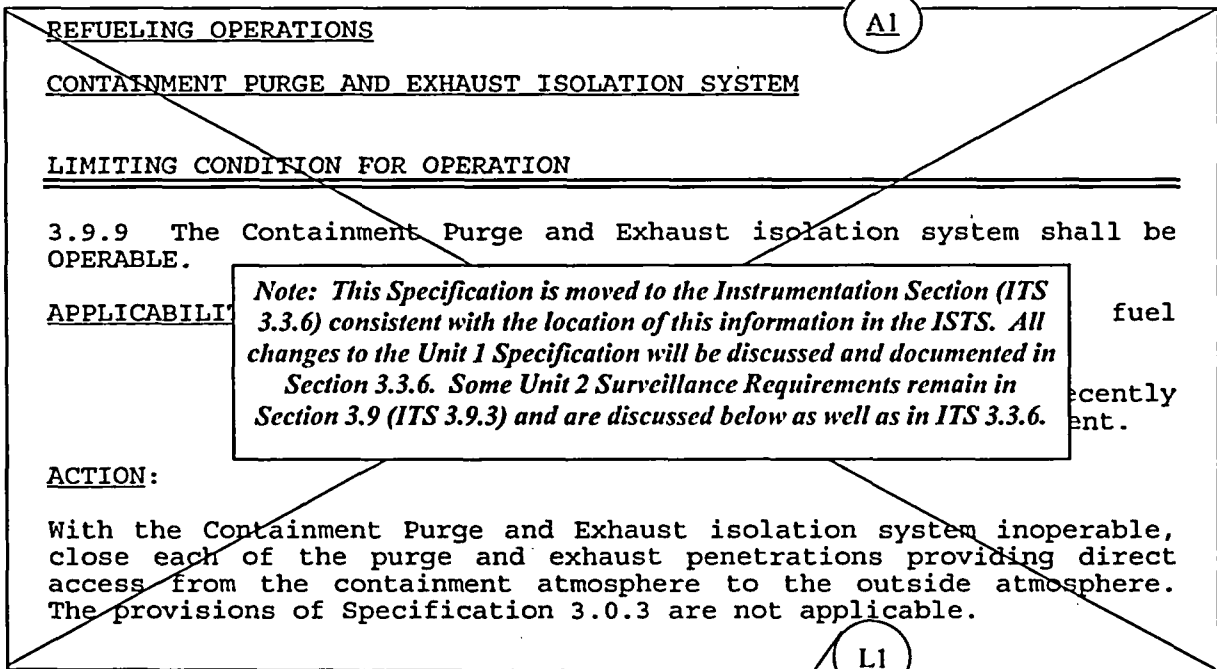 A1
REFUELING OPERATIONS
CONTAINMENT PURGE AND EXHAUST ISOLATION SYSTEM
LIMITING CONDITION FOR OPERATION
3.9.9 The Containment Purge and Exhaust isolation system shall be
OPERABLE.
Note: This Specification is moved to the Instrumentation Section (ITS
3.3.6) consistent with the location of this information in the ISTS. All
changes to the Unit 1 Specification will be discussed and documented in
Section 3.3.6. Some Unit 2 Surveillance Requirements remain in
Section 3.9 (ITS 3.9.3) and are discussed below as well as in ITS 3.3.6.
fuel
ACTION:
With the Containment Purge and Exhaust isolation system inoperable,
close each of the purge and exhaust penetrations providing direct
access from the containment atmosphere to the outside atmosphere.
The provisions of Specification 3.0.3 are not applicable.
L1